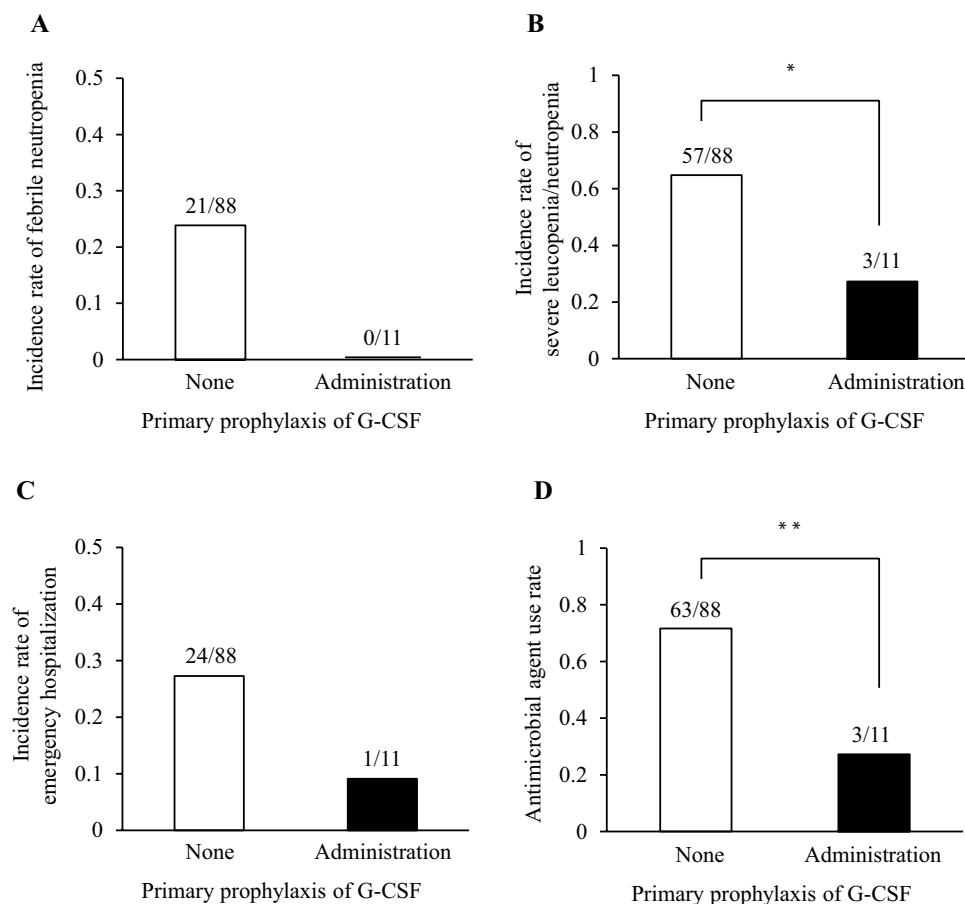 A
Incidence rate of febrile neutropenia
0.5
0.4
0.3
0.2
0.1
0
21/88
0/11
None Administration
Primary prophylaxis of G-CSF
B
Incidence rate of
severe leucopenia/neutropenia
1
0.8
0.6
0.4
0.2
0
*
57/88
3/11
None Administration
Primary prophylaxis of G-CSF
C
Incidence rate of
emergency hospitalization
0.5
0.4
0.3
0.2
0.1
0
24/88
1/11
None Administration
Primary prophylaxis of G-CSF
D
Antimicrobial agent use rate
1
0.8
0.6
0.4
0.2
0
**
63/88
3/11
None Administration
Primary prophylaxis of G-CSF